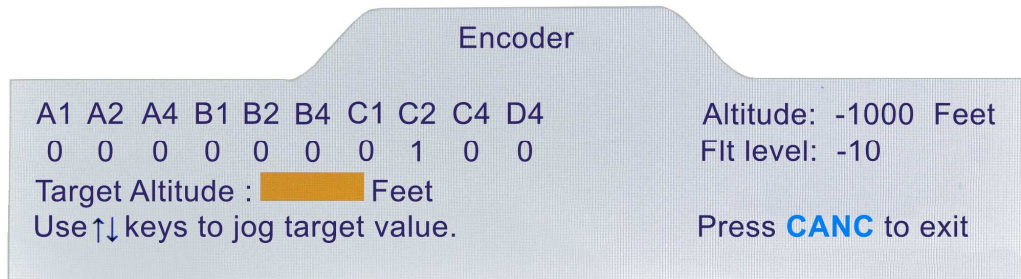 Encoder
A1 A2 A4 B1 B2 B4 C1 C2 C4 D4 Altitude: -1000 Feet
0 0 0 0 0 0 0 1 0 0 Flt level: -10
Target Altitude : Feet
Use↑↓keys to jog target value. Press CANC to exit